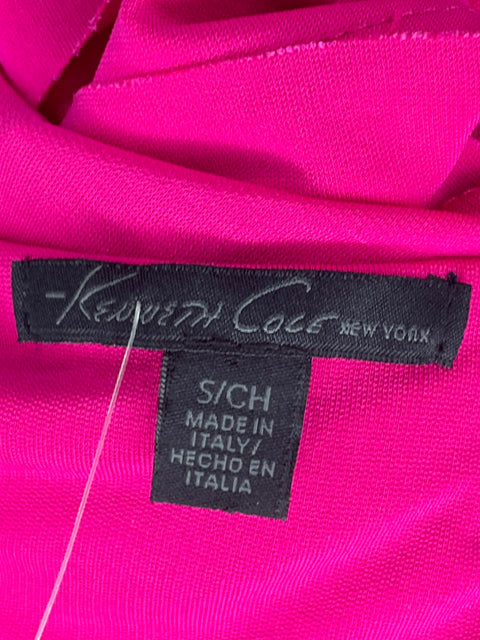 -Kenneth Cole NEW YORK
S/CH
MADE IN
ITALY/
HECHO EN
ITALIA